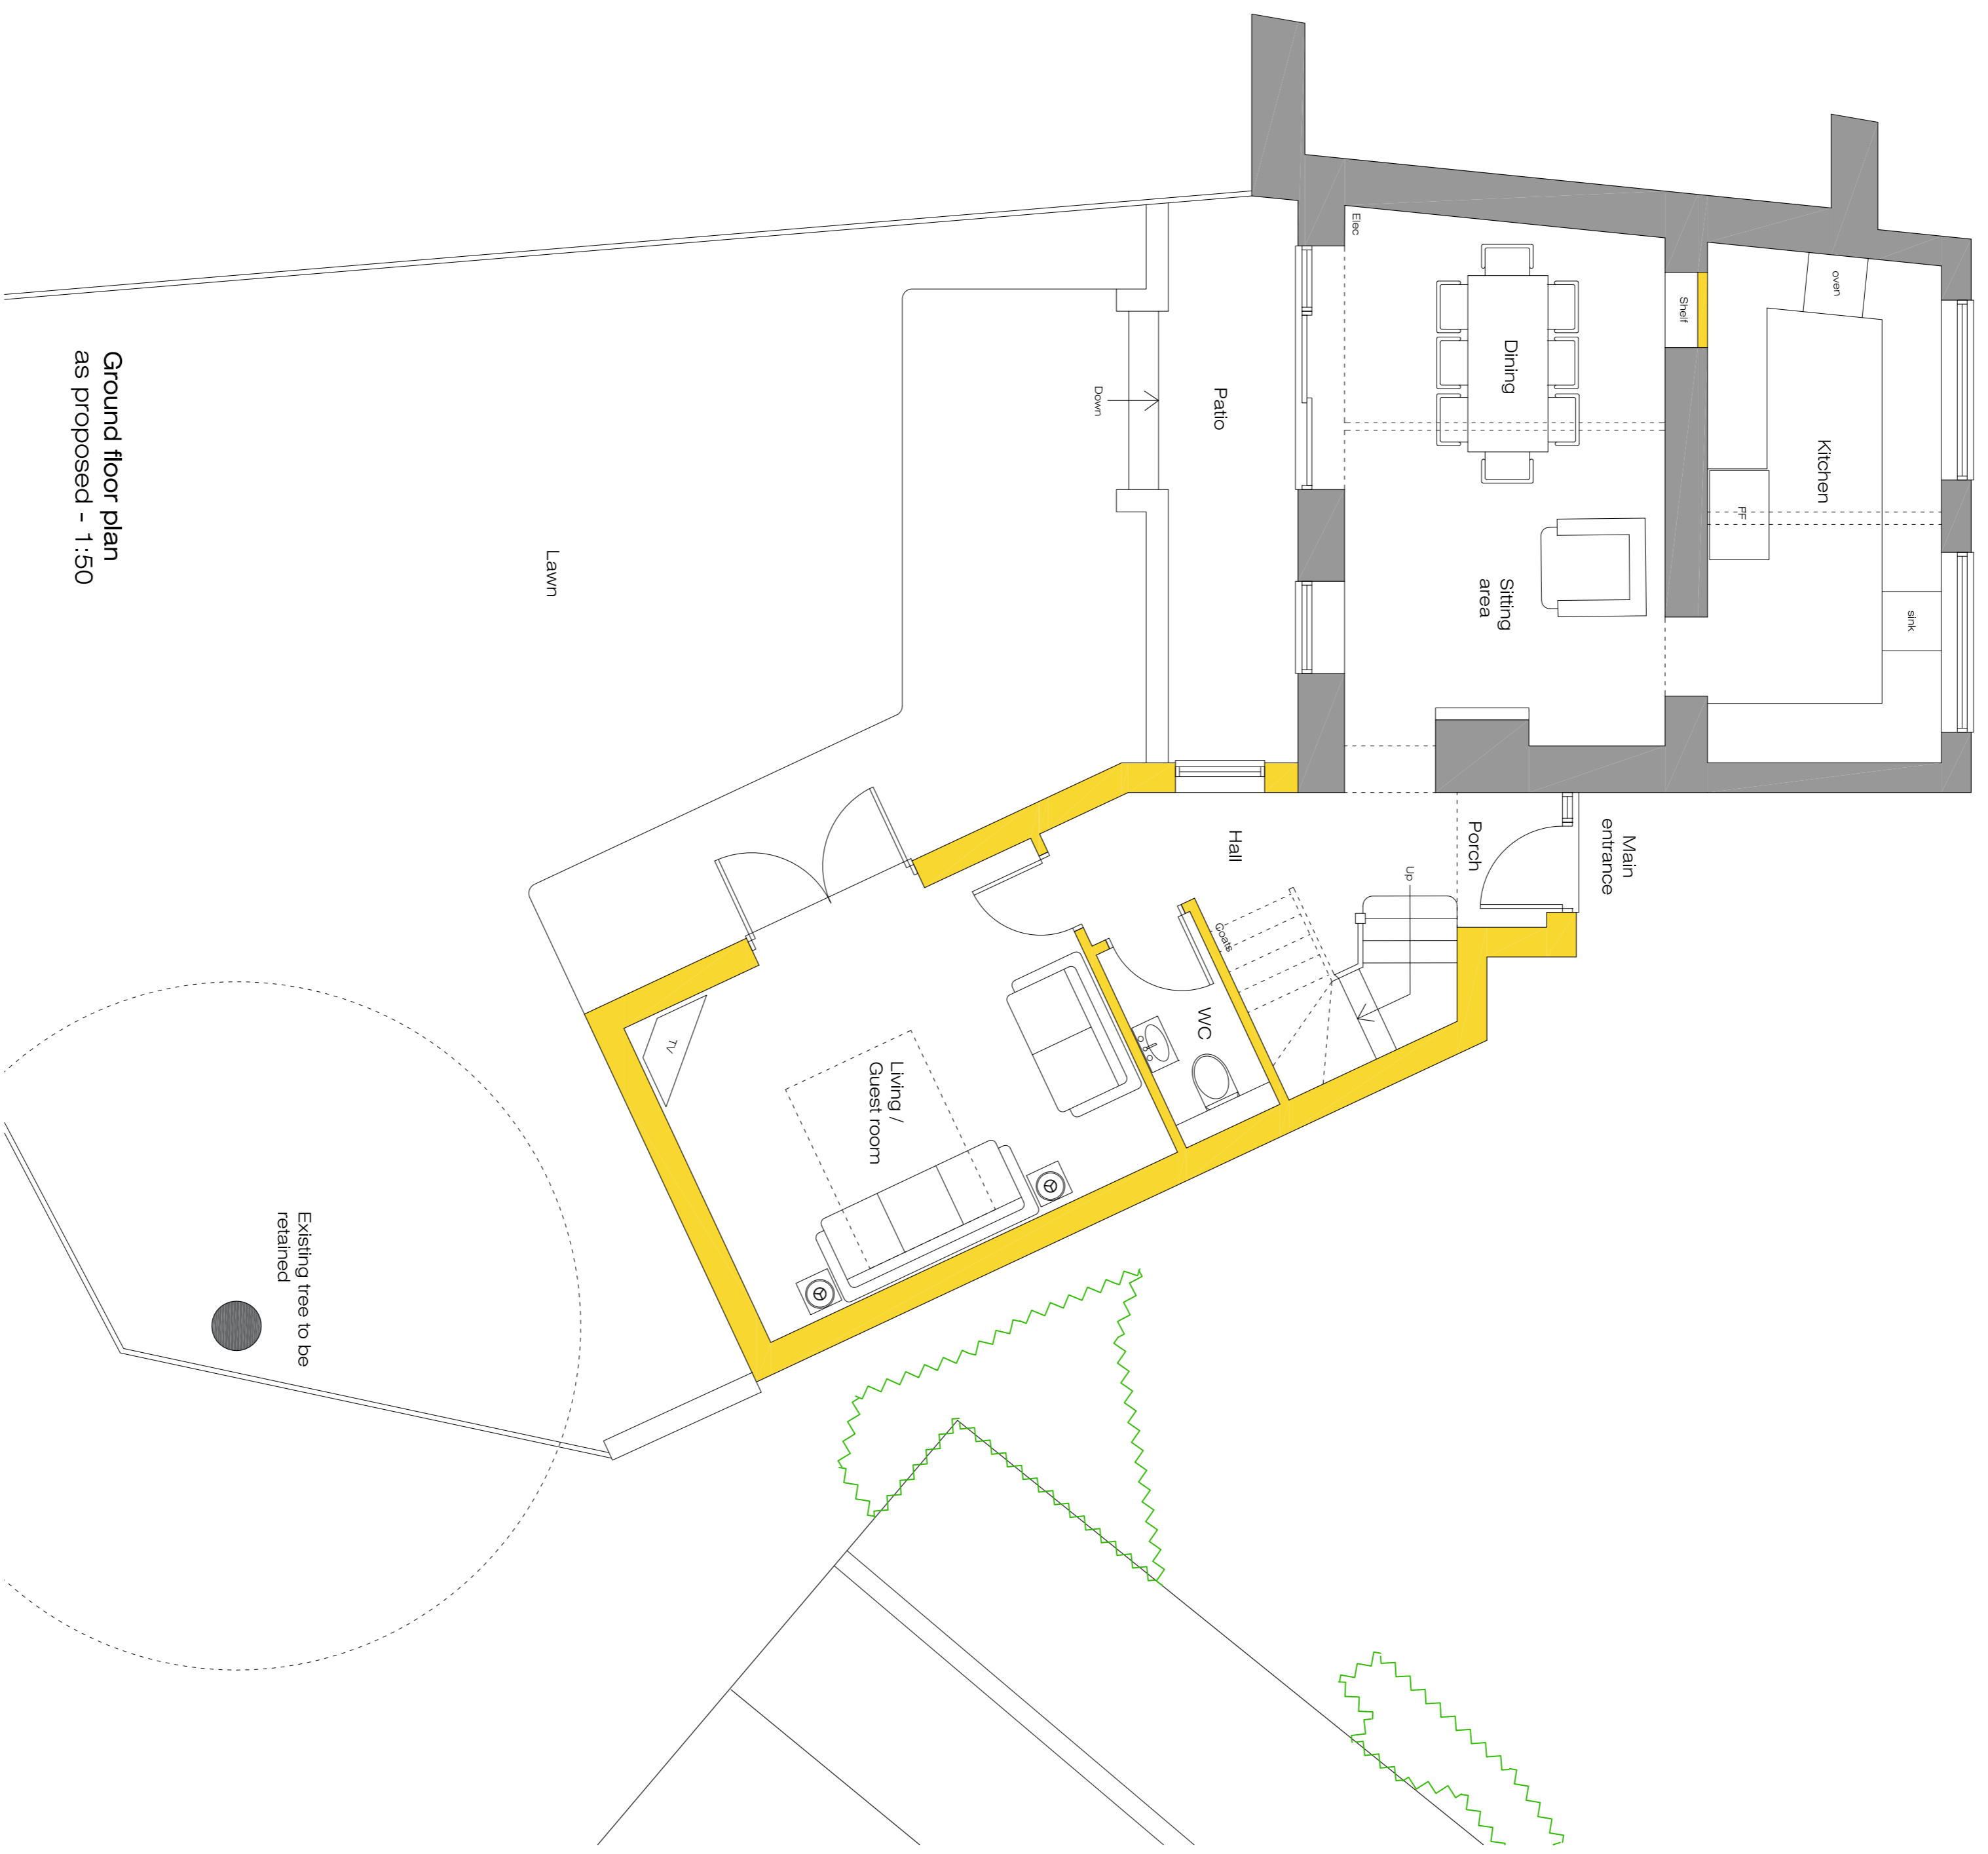 Ground floor plan
as proposed - 1:50
Main
entrance
Porch
Up
Hall
Coats
WC
Living /
Guest room
TV
Kitchen
oven
sink
PF
Shelf
Dining
Sitting
area
Elec
Patio
Down
Lawn
Existing tree to be
retained